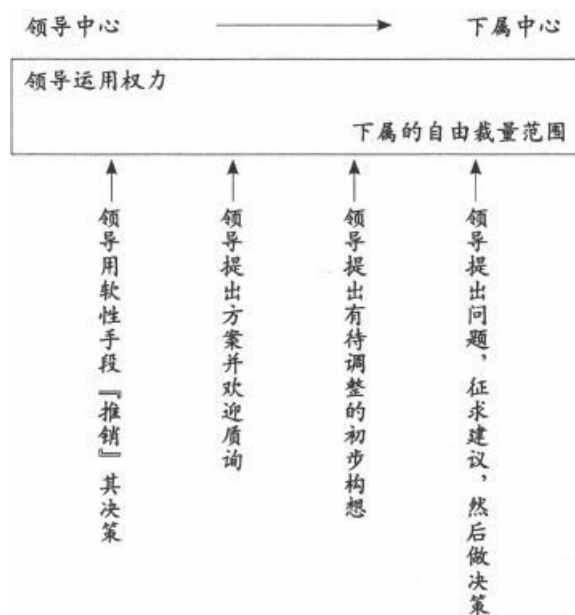 领导中心
下属中心
领导运用权力
下属的自由裁量范围
领导用软性手段『推销』其决策
领导提出方案并欢迎质询
领导提出有待调整的初步构想
领导提出问题，征求建议，然后做决策